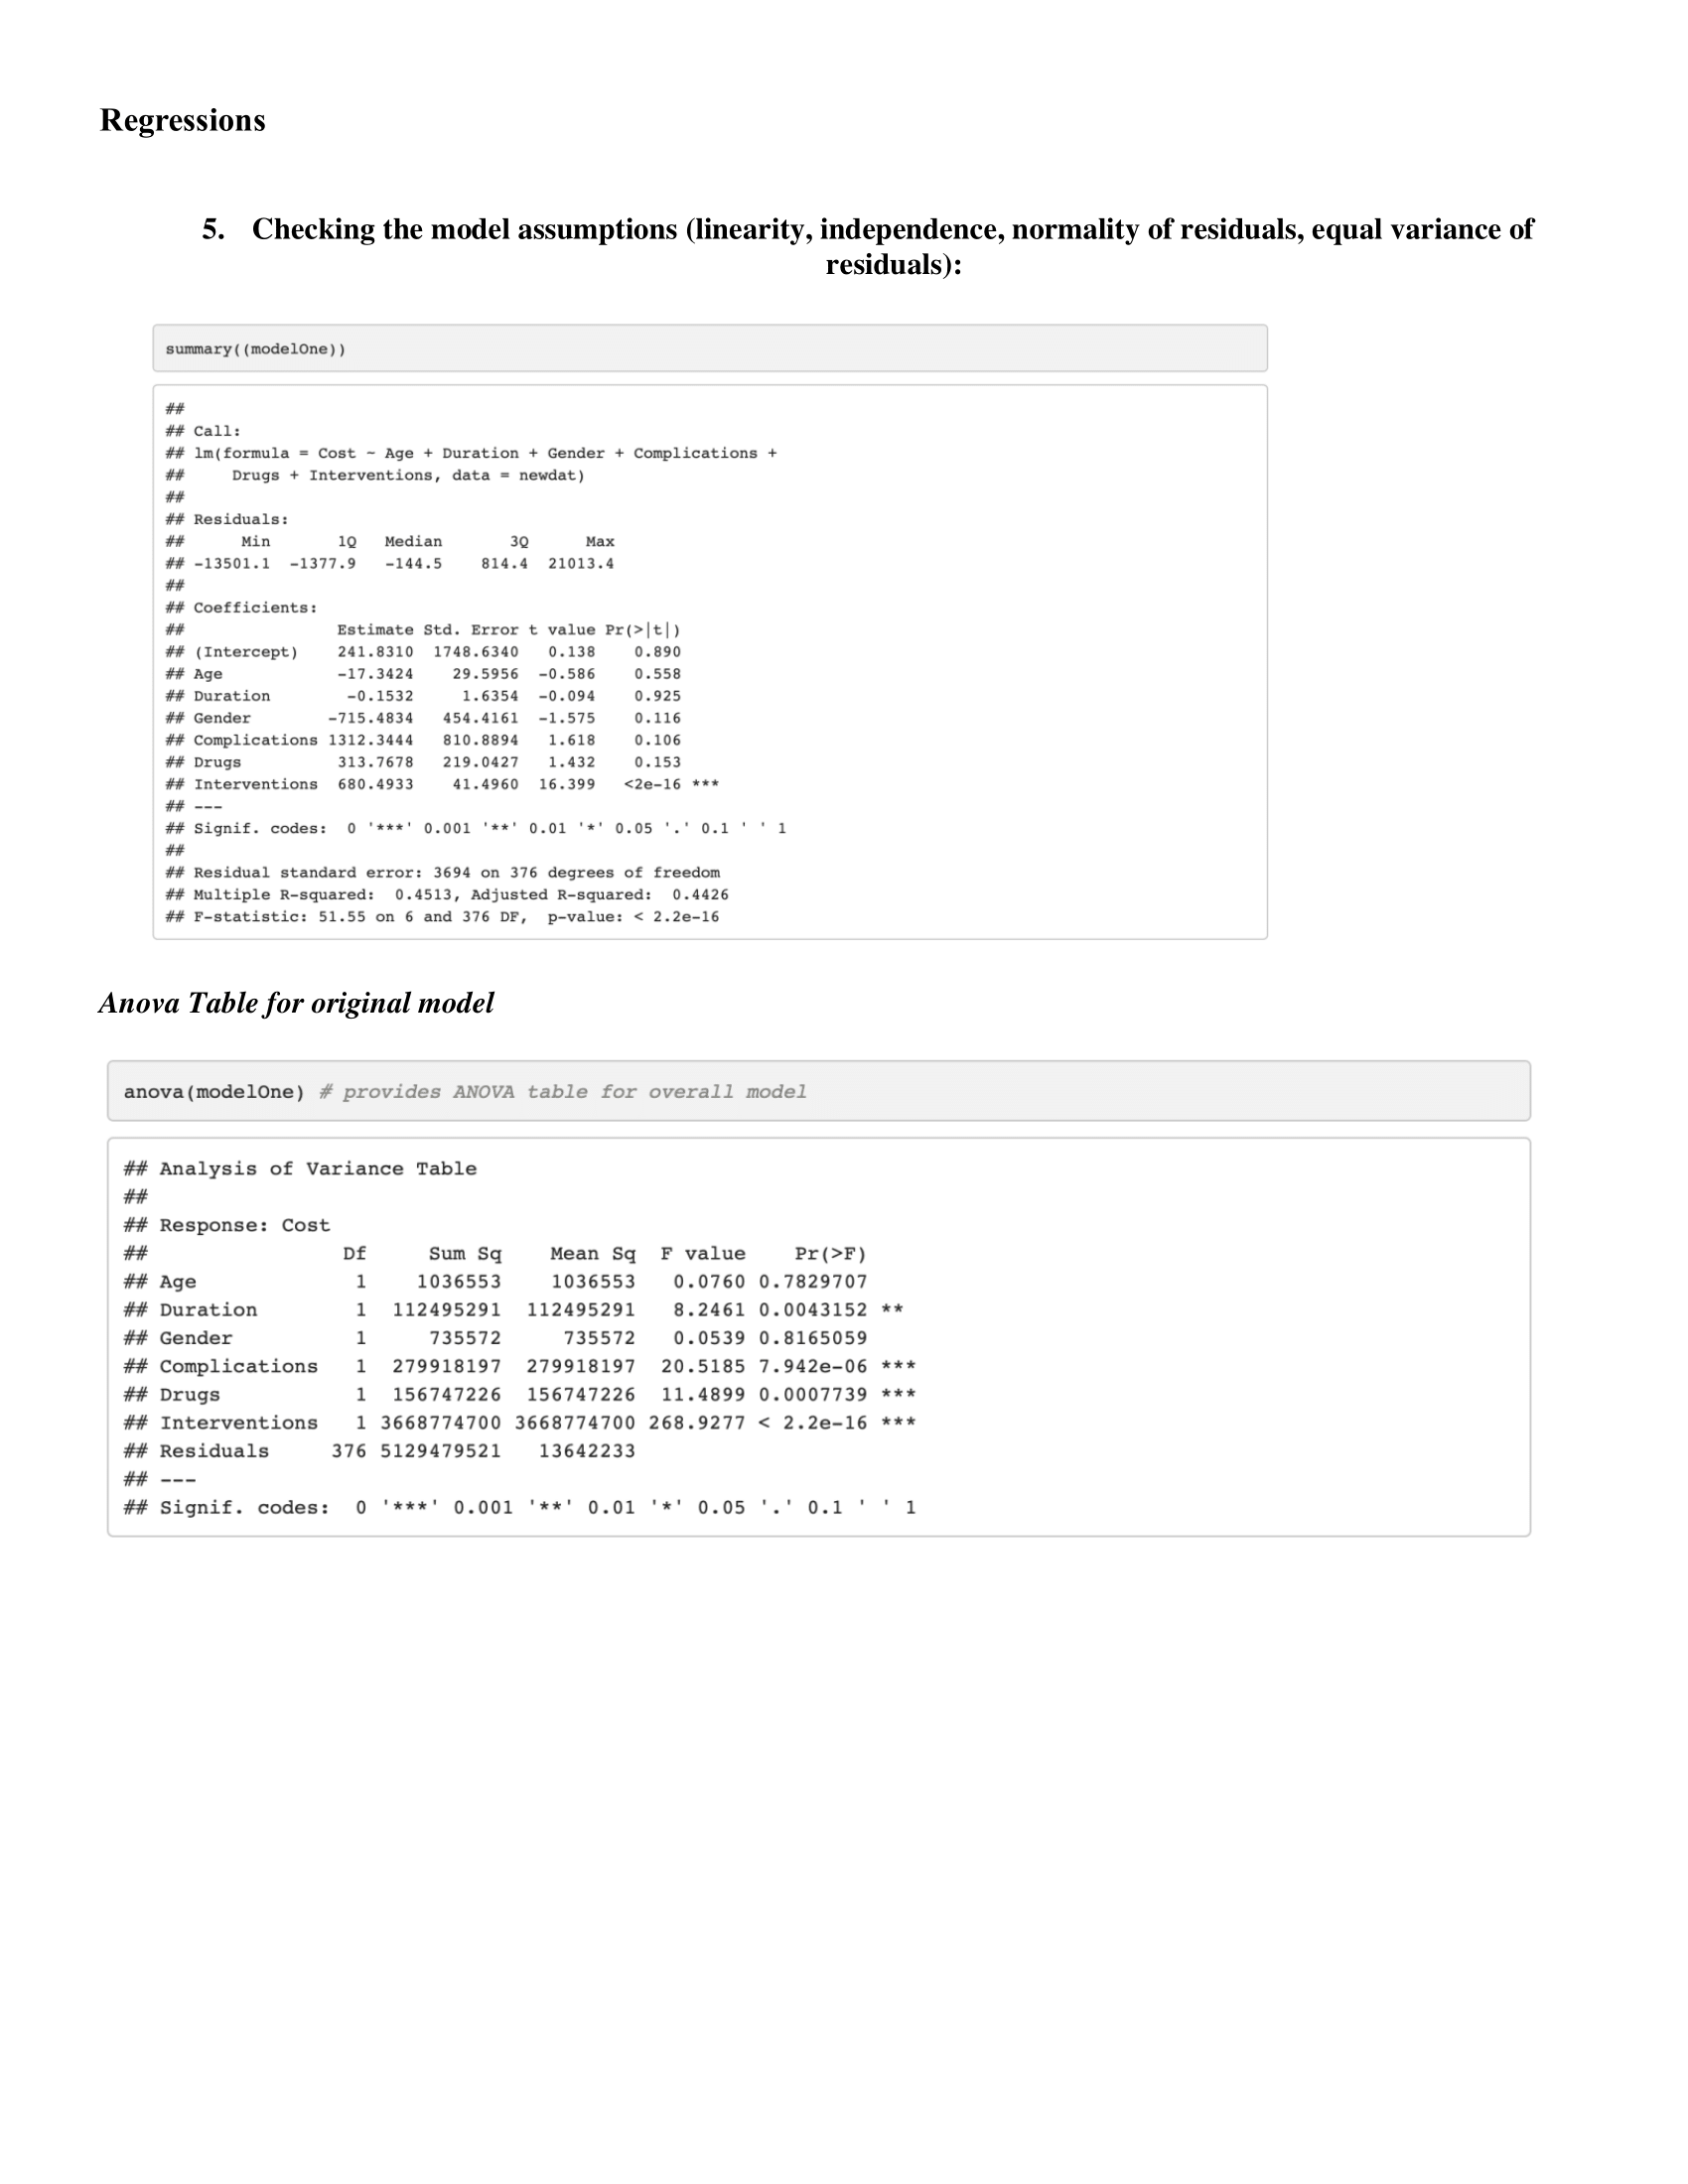 Regressions
5. Checking the model assumptions (linearity, independence, normality of residuals, equal variance of
residuals):
summary((modelOne))
##
## Call:
## lm(formula = Cost ~ Age + Duration + Gender + Complications +
##     Drugs + Interventions, data = newdat)
##
## Residuals:
##      Min       1Q   Median       3Q      Max
## -13501.1  -1377.9   -144.5    814.4  21013.4
##
## Coefficients:
##                Estimate Std. Error t value Pr(>|t|)
## (Intercept)    241.8310  1748.6340   0.138    0.890
## Age            -17.3424    29.5956  -0.586    0.558
## Duration        -0.1532     1.6354  -0.094    0.925
## Gender        -715.4834   454.4161  -1.575    0.116
## Complications 1312.3444   810.8894   1.618    0.106
## Drugs          313.7678   219.0427   1.432    0.153
## Interventions  680.4933    41.4960  16.399   <2e-16 ***
## ---
## Signif. codes:  0 '***' 0.001 '**' 0.01 '*' 0.05 '.' 0.1 ' ' 1
##
## Residual standard error: 3694 on 376 degrees of freedom
## Multiple R-squared:  0.4513, Adjusted R-squared:  0.4426
## F-statistic: 51.55 on 6 and 376 DF,  p-value: < 2.2e-16
Anova Table for original model
anova(modelOne) # provides ANOVA table for overall model
## Analysis of Variance Table
##
## Response: Cost
##                Df     Sum Sq    Mean Sq  F value    Pr(>F)
## Age             1    1036553    1036553   0.0760 0.7829707
## Duration        1  112495291  112495291   8.2461 0.0043152 **
## Gender          1     735572     735572   0.0539 0.8165059
## Complications   1  279918197  279918197  20.5185 7.942e-06 ***
## Drugs           1  156747226  156747226  11.4899 0.0007739 ***
## Interventions   1 3668774700 3668774700 268.9277 < 2.2e-16 ***
## Residuals     376 5129479521   13642233
## ---
## Signif. codes:  0 '***' 0.001 '**' 0.01 '*' 0.05 '.' 0.1 ' ' 1